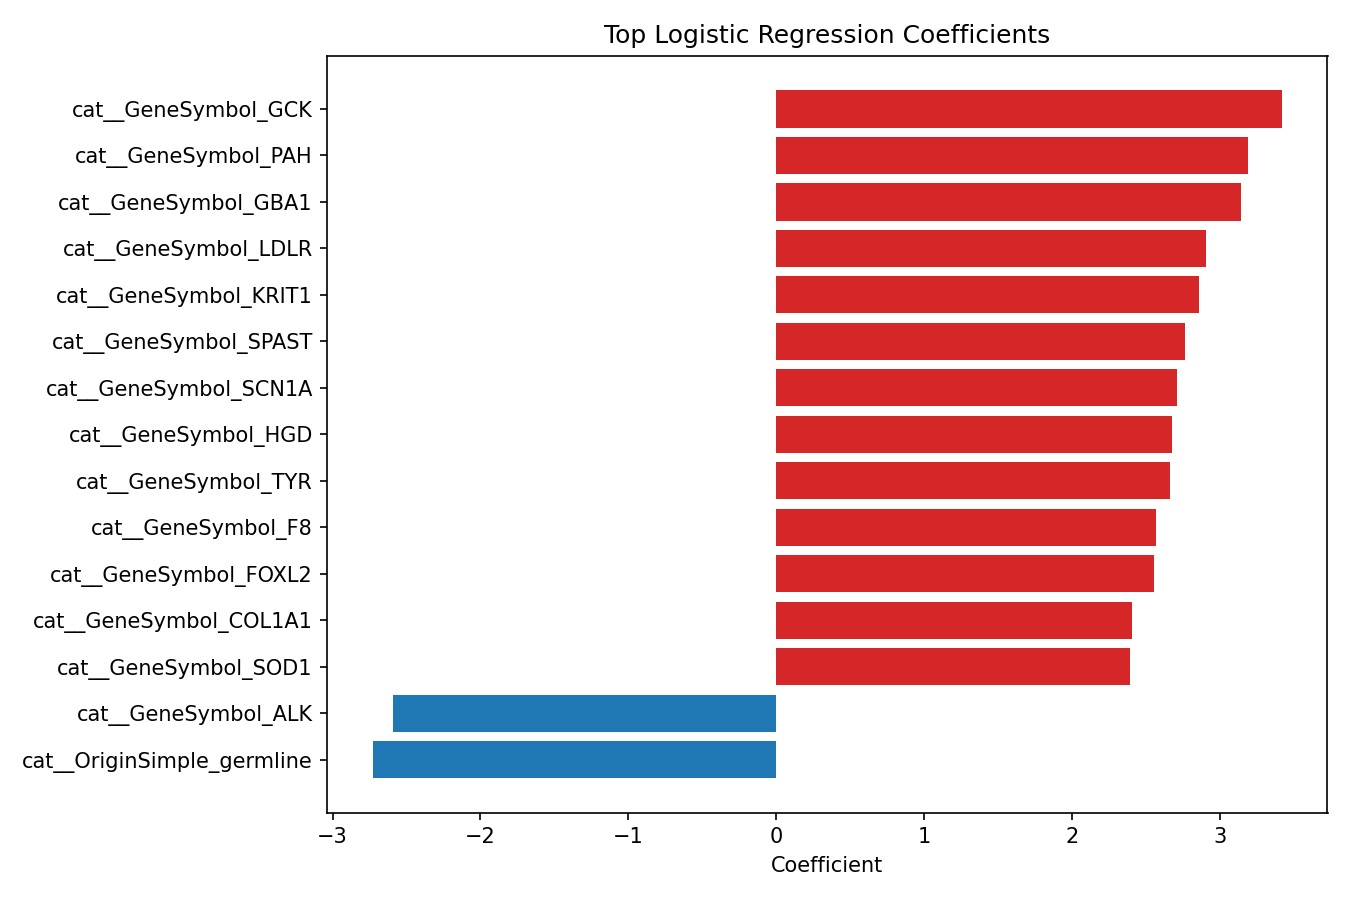 Top Logistic Regression Coefficients
cat__GeneSymbol_GCK
cat__GeneSymbol_PAH
cat__GeneSymbol_GBA1
cat__GeneSymbol_LDLR
cat__GeneSymbol_KRIT1
cat__GeneSymbol_SPAST
cat__GeneSymbol_SCN1A
cat__GeneSymbol_HGD
cat__GeneSymbol_TYR
cat__GeneSymbol_F8
cat__GeneSymbol_FOXL2
cat__GeneSymbol_COL1A1
cat__GeneSymbol_SOD1
cat__GeneSymbol_ALK
cat__OriginSimple_germline
−3 −2 −1 0 1 2 3
Coefficient